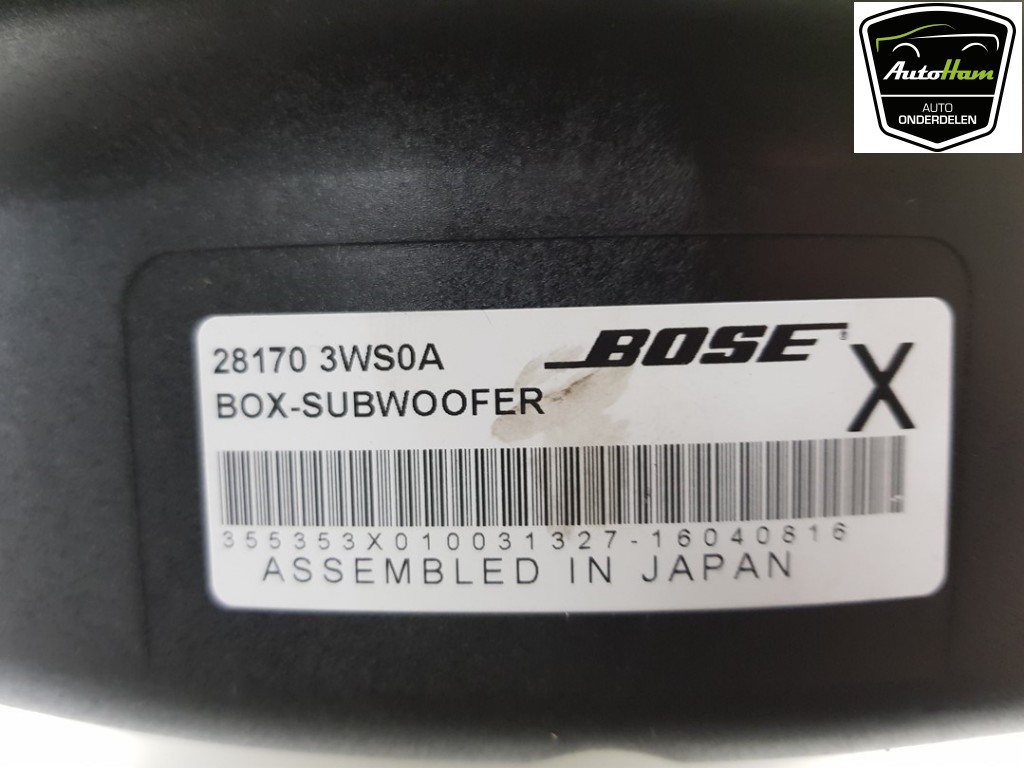 AutoHam
AUTO
ONDERDELEN
28170 3WS0A
BOSE
®
X
BOX-SUBWOOFER
355353X010031327-16040816
ASSEMBLED IN JAPAN